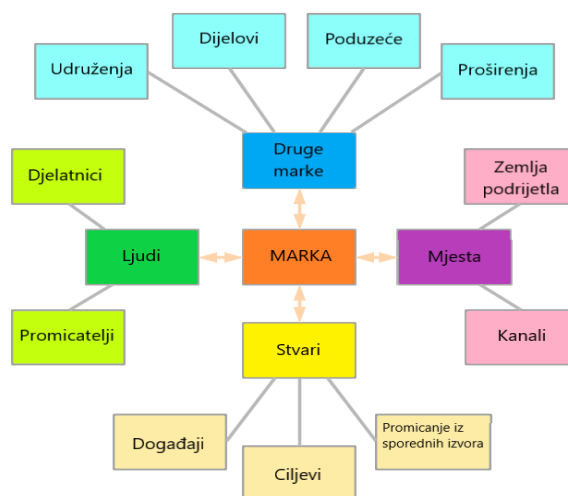 Dijelovi
Poduzeće
Udruženja
Proširenja
Druge
marke
Djelatnici
Zemlja
podrijetla
Ljudi
MARKA
Mjesta
Promicatelji
Kanali
Stvari
Događaji
Ciljevi
Promicanje iz
sporednih izvora